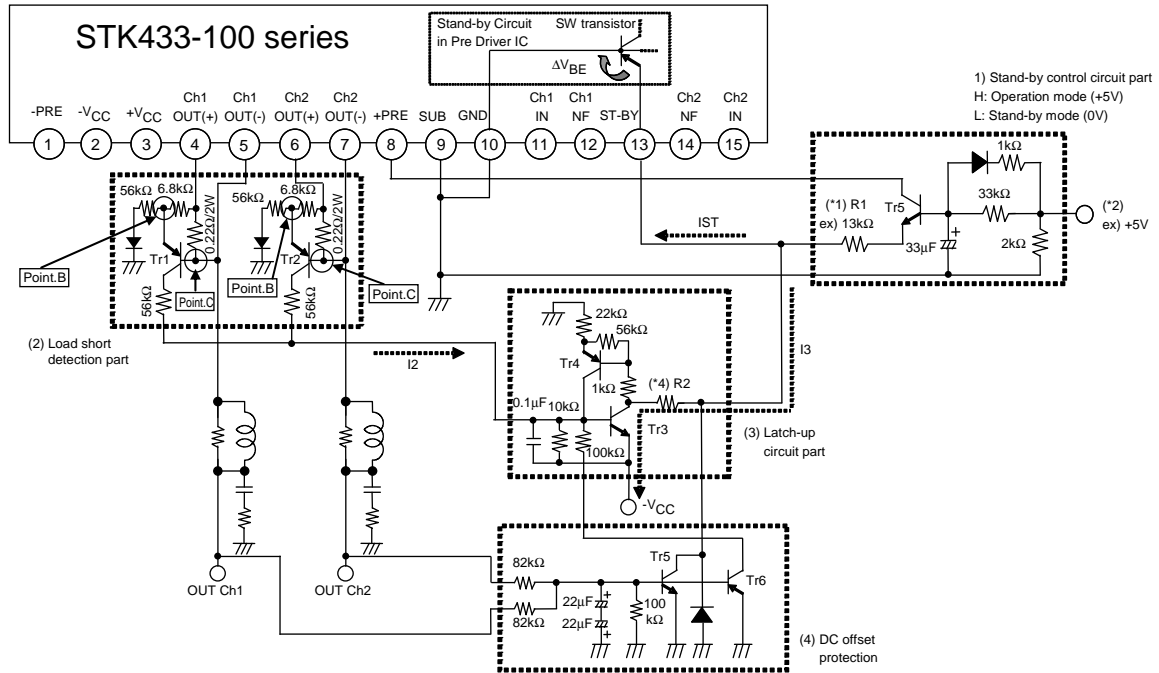 STK433-100 series
Stand-by Circuit
in Pre Driver IC
SW transistor
ΔVBE
-PRE
-VCC
+VCC
Ch1
OUT(+)
Ch1
OUT(-)
Ch2
OUT(+)
Ch2
OUT(-)
+PRE
SUB
GND
Ch1
IN
Ch1
NF
ST-BY
Ch2
NF
Ch2
IN
1 2 3 4 5 6 7 8 9 10 11 12 13 14 15
1) Stand-by control circuit part
H: Operation mode (+5V)
L: Stand-by mode (0V)
56kΩ
6.8kΩ
0.22Ω/2W
Tr1
Point.B
Point.C
56kΩ
56kΩ
6.8kΩ
0.22Ω/2W
Tr2
Point.B
Point.C
56kΩ
(2) Load short
detection part
IST
(*1) R1
ex) 13kΩ
Tr5
1kΩ
33kΩ
33µF
+
2kΩ
(*2)
ex) +5V
I2
I3
22kΩ
56kΩ
Tr4
1kΩ
(*4) R2
0.1µF
10kΩ
Tr3
100kΩ
-VCC
(3) Latch-up
circuit part
OUT Ch1
OUT Ch2
82kΩ
82kΩ
22µF
+
22µF
+
100
kΩ
Tr5
Tr6
(4) DC offset
protection